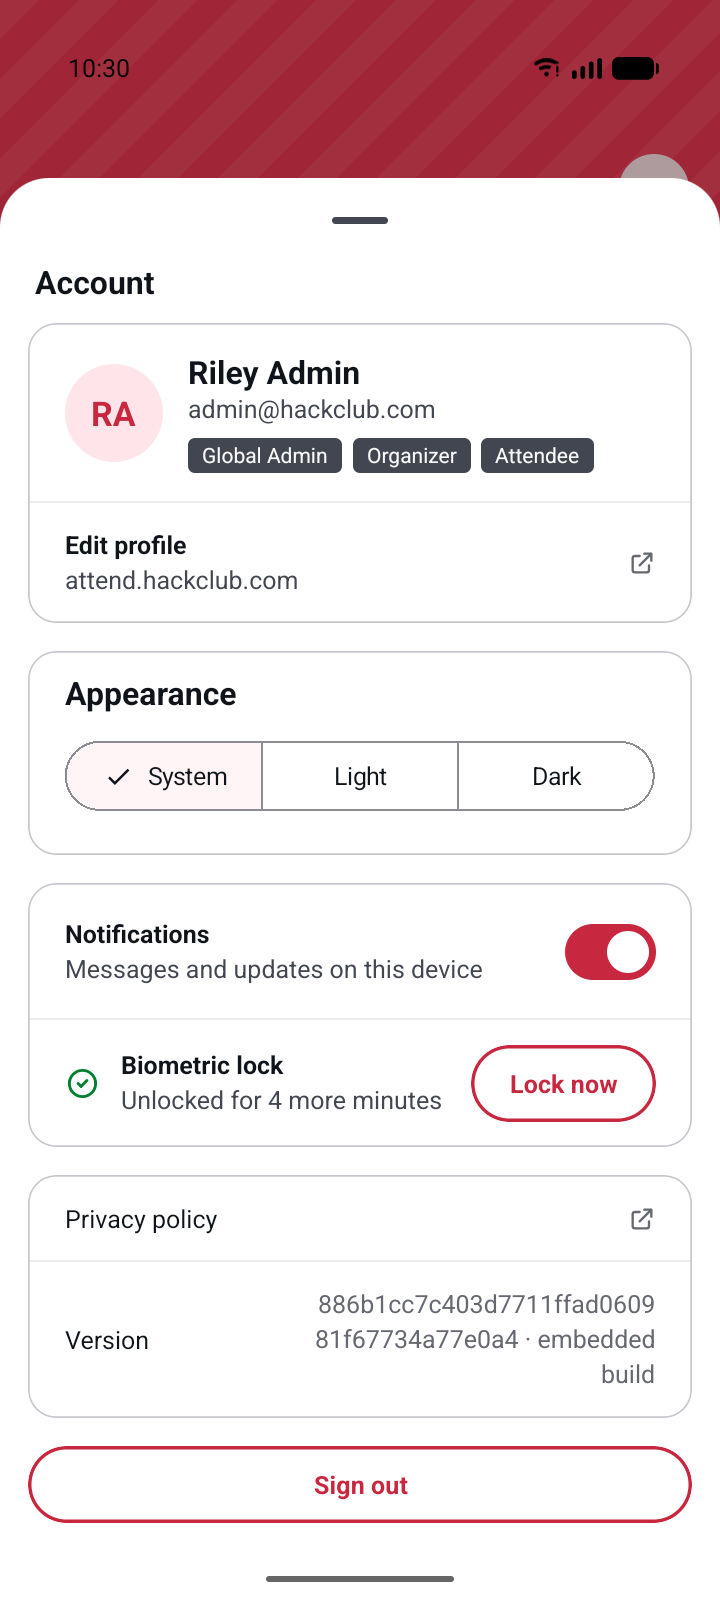 10:30
Account
RA
Riley Admin
admin@hackclub.com
Global Admin
Organizer
Attendee
Edit profile
attend.hackclub.com
Appearance
System
Light
Dark
Notifications
Messages and updates on this device
Biometric lock
Unlocked for 4 more minutes
Lock now
Privacy policy
Version
886b1cc7c403d7711ffad0609
81f67734a77e0a4 · embedded
build
Sign out